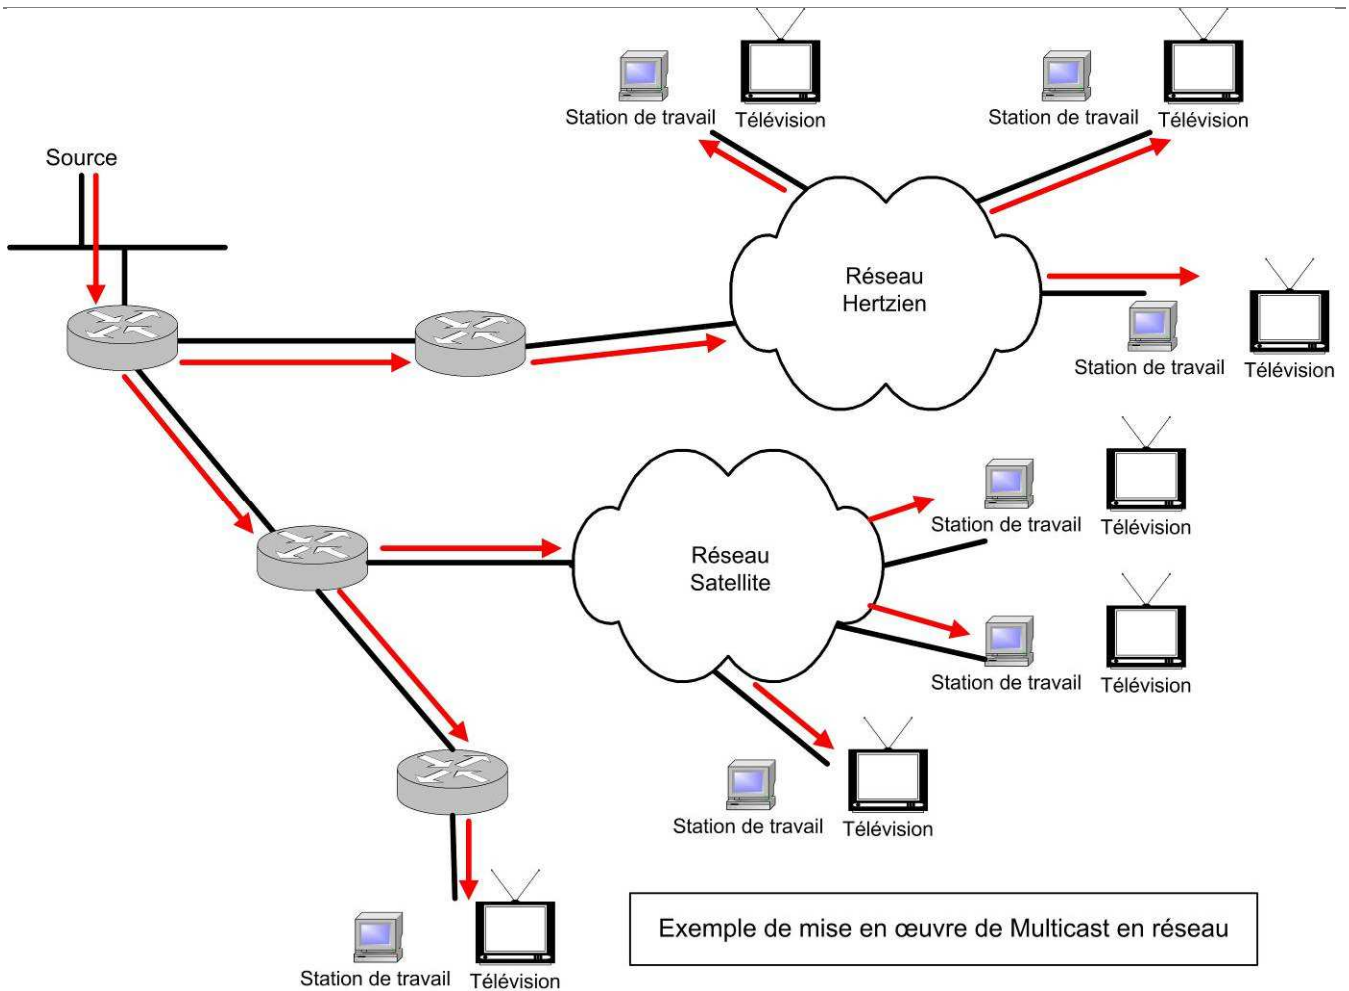 Station de travail
Télévision
Station de travail
Télévision
Source
Réseau
Hertzien
Station de travail
Télévision
Station de travail
Télévision
Réseau
Satellite
Station de travail
Télévision
Station de travail
Télévision
Exemple de mise en œuvre de Multicast en réseau
Station de travail
Télévision